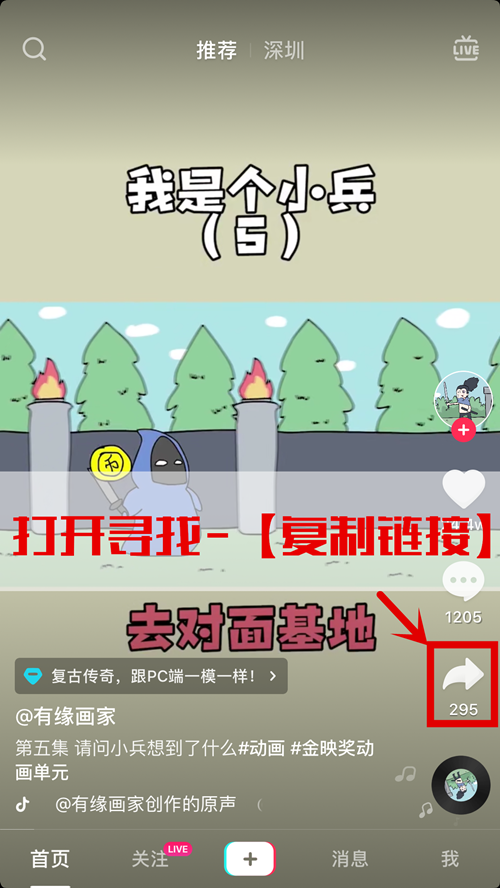 推荐
深圳
LIVE
我是个小兵
（5）
打开寻找-【复制链接】
1205
去对面基地
295
复古传奇，跟PC端一模一样！
@有缘画家
第五集 请问小兵想到了什么#动画 #金映奖动
画单元
@有缘画家创作的原声
首页
关注
LIVE
消息
我